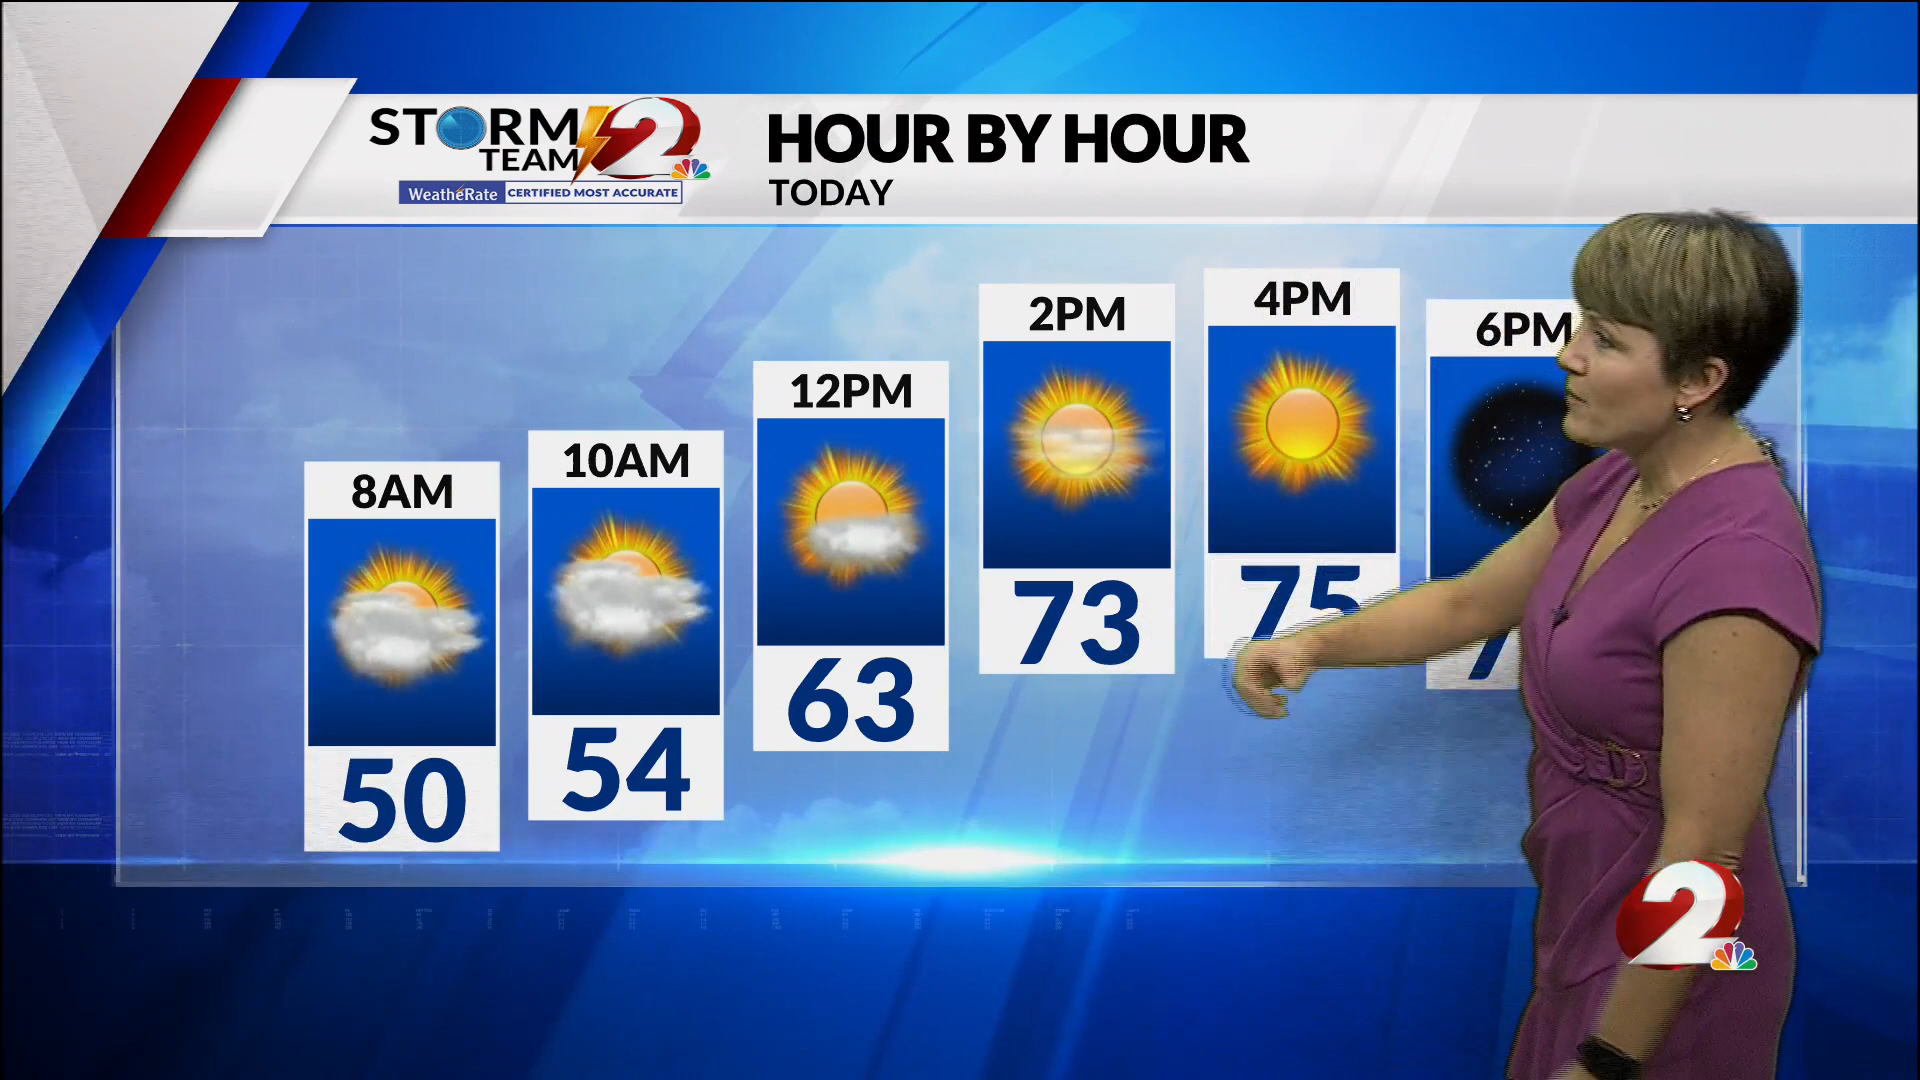 STORM
TEAM 2
WeatheRate CERTIFIED MOST ACCURATE
HOUR BY HOUR
TODAY
8AM
50
10AM
54
12PM
63
2PM
73
4PM
75
6PM
2